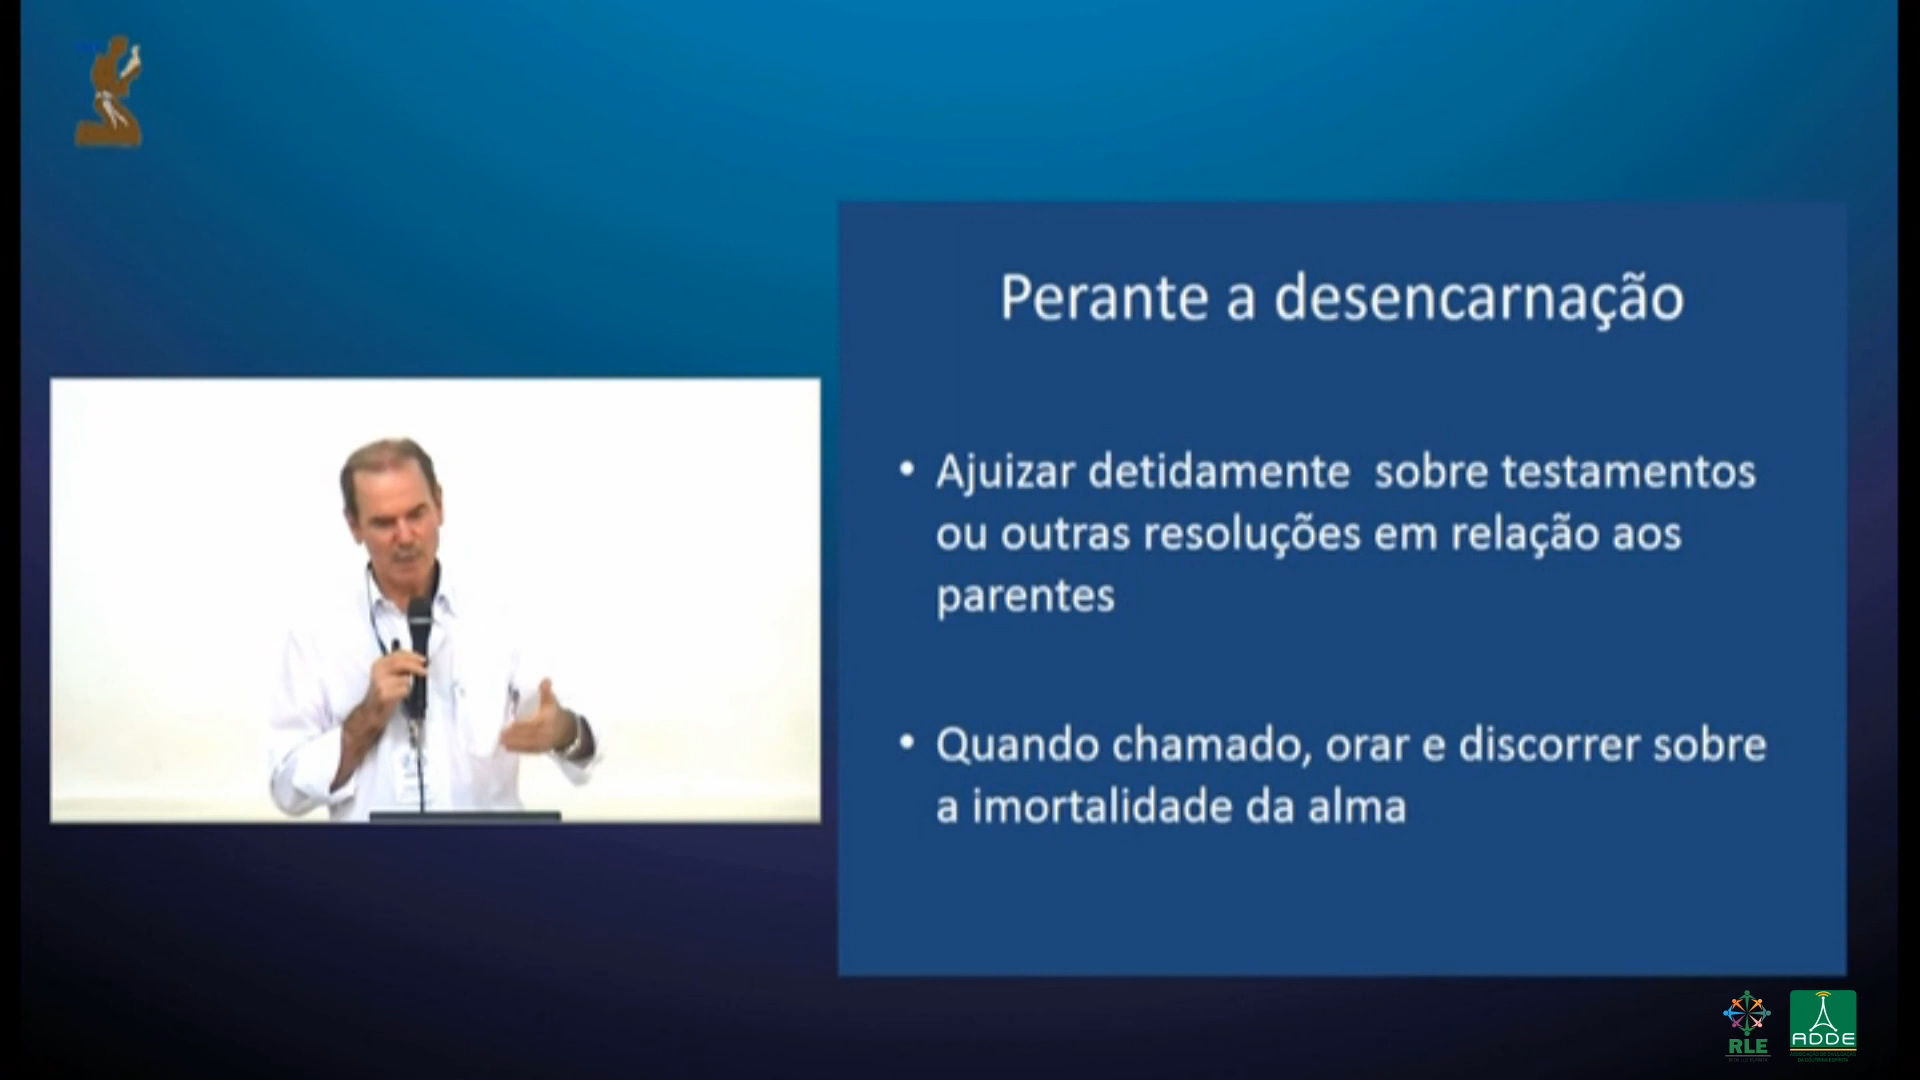 Perante a desencarnação
• Ajuizar detidamente sobre testamentos
ou outras resoluções em relação aos
parentes
• Quando chamado, orar e discorrer sobre
a imortalidade da alma
RLE
ADDE